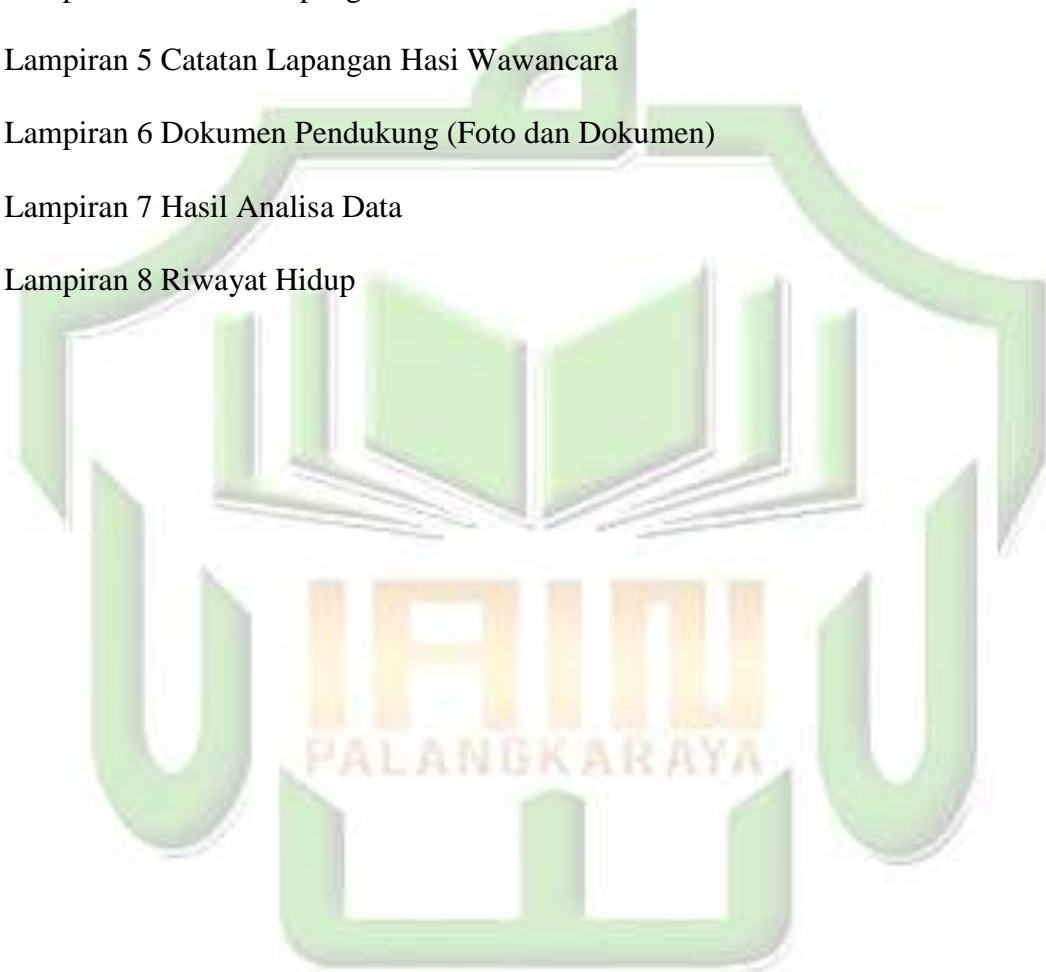 Lampiran 5 Catatan Lapangan Hasi Wawancara
Lampiran 6 Dokumen Pendukung (Foto dan Dokumen)
Lampiran 7 Hasil Analisa Data
Lampiran 8 Riwayat Hidup
IAIN
PALANGKARAYA